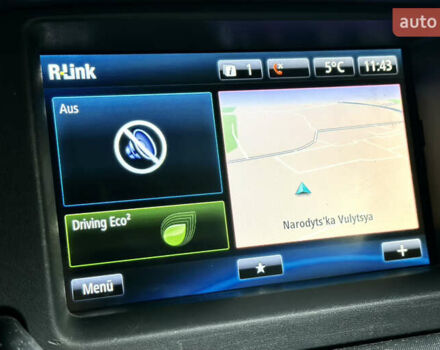 auto
R-Link
1
5°C
11:43
Aus
Driving Eco²
Narodyts'ka Vulytsya
Menü